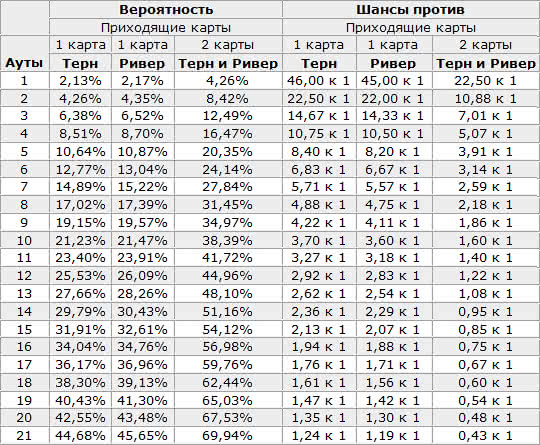 Вероятность Шансы против
Приходящие карты Приходящие карты
1 карта 1 карта 2 карты 1 карта 1 карта 2 карты
Ауты Терн Ривер Терн и Ривер Терн Ривер Терн и Ривер
1 2,13% 2,17% 4,26% 46,00 к 1 45,00 к 1 22,50 к 1
2 4,26% 4,35% 8,42% 22,50 к 1 22,00 к 1 10,88 к 1
3 6,38% 6,52% 12,49% 14,67 к 1 14,33 к 1 7,01 к 1
4 8,51% 8,70% 16,47% 10,75 к 1 10,50 к 1 5,07 к 1
5 10,64% 10,87% 20,35% 8,40 к 1 8,20 к 1 3,91 к 1
6 12,77% 13,04% 24,14% 6,83 к 1 6,67 к 1 3,14 к 1
7 14,89% 15,22% 27,84% 5,71 к 1 5,57 к 1 2,59 к 1
8 17,02% 17,39% 31,45% 4,88 к 1 4,75 к 1 2,18 к 1
9 19,15% 19,57% 34,97% 4,22 к 1 4,11 к 1 1,86 к 1
10 21,23% 21,47% 38,39% 3,70 к 1 3,60 к 1 1,60 к 1
11 23,40% 23,91% 41,72% 3,27 к 1 3,18 к 1 1,40 к 1
12 25,53% 26,09% 44,96% 2,92 к 1 2,83 к 1 1,22 к 1
13 27,66% 28,26% 48,10% 2,62 к 1 2,54 к 1 1,08 к 1
14 29,79% 30,43% 51,16% 2,36 к 1 2,29 к 1 0,95 к 1
15 31,91% 32,61% 54,12% 2,13 к 1 2,07 к 1 0,85 к 1
16 34,04% 34,76% 56,98% 1,94 к 1 1,88 к 1 0,75 к 1
17 36,17% 36,96% 59,76% 1,76 к 1 1,71 к 1 0,67 к 1
18 38,30% 39,13% 62,44% 1,61 к 1 1,56 к 1 0,60 к 1
19 40,43% 41,30% 65,03% 1,47 к 1 1,42 к 1 0,54 к 1
20 42,55% 43,48% 67,53% 1,35 к 1 1,30 к 1 0,48 к 1
21 44,68% 45,65% 69,94% 1,24 к 1 1,19 к 1 0,43 к 1